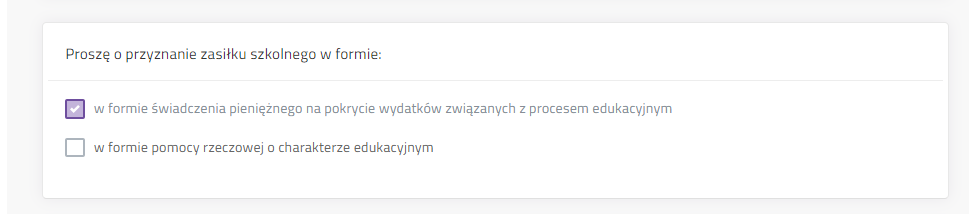 Proszę o przyznanie zasiłku szkolnego w formie:
w formie świadczenia pieniężnego na pokrycie wydatków związanych z procesem edukacyjnym
w formie pomocy rzeczowej o charakterze edukacyjnym